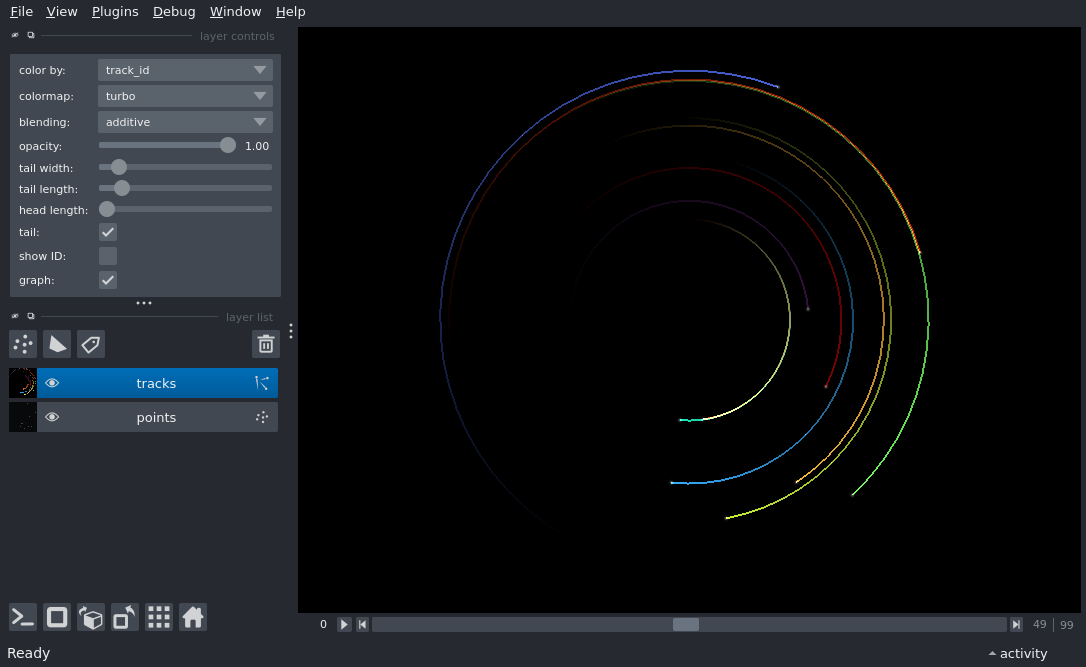 File View Plugins Debug Window Help
layer controls
color by: track_id
colormap: turbo
blending: additive
opacity: 1.00
tail width:
tail length:
head length:
tail:
show ID:
graph:
layer list
tracks
points
0 49 99
Ready activity